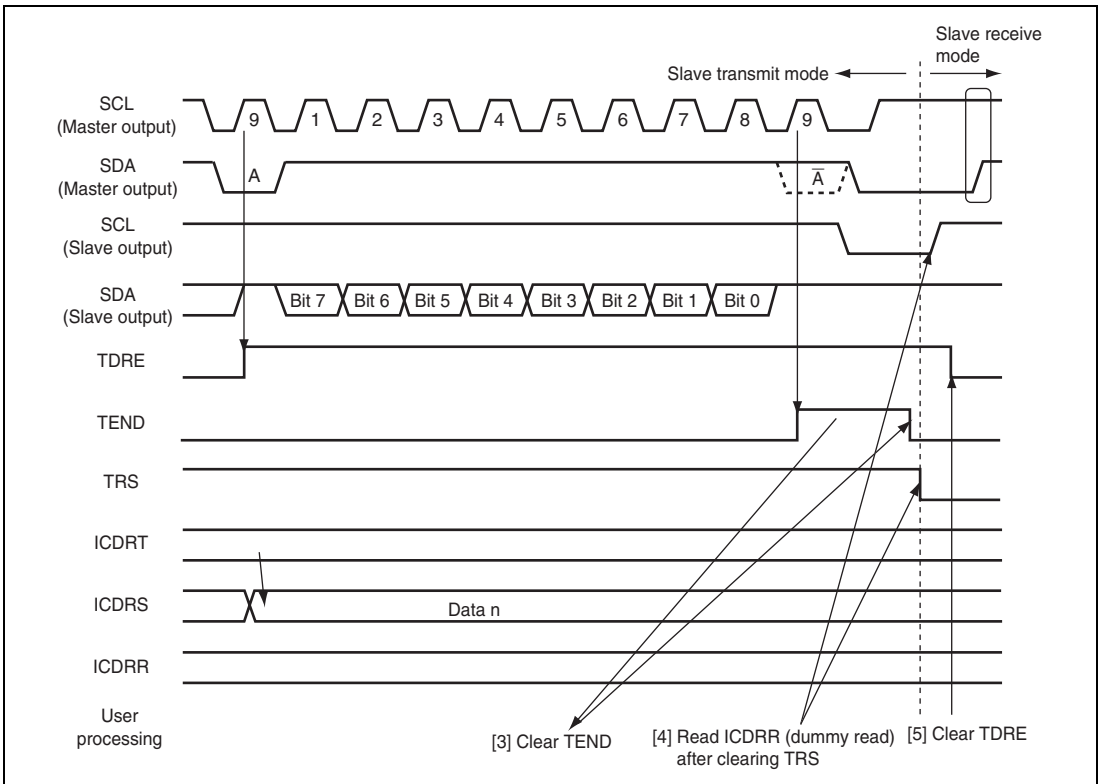 Slave receive
mode
Slave transmit mode
SCL
(Master output)
9 1 2 3 4 5 6 7 8 9
SDA
(Master output)
A A̅
SCL
(Slave output)
SDA
(Slave output)
Bit 7 Bit 6 Bit 5 Bit 4 Bit 3 Bit 2 Bit 1 Bit 0
TDRE
TEND
TRS
ICDRT
ICDRS
Data n
ICDRR
User
processing
[3] Clear TEND
[4] Read ICDRR (dummy read)
after clearing TRS
[5] Clear TDRE